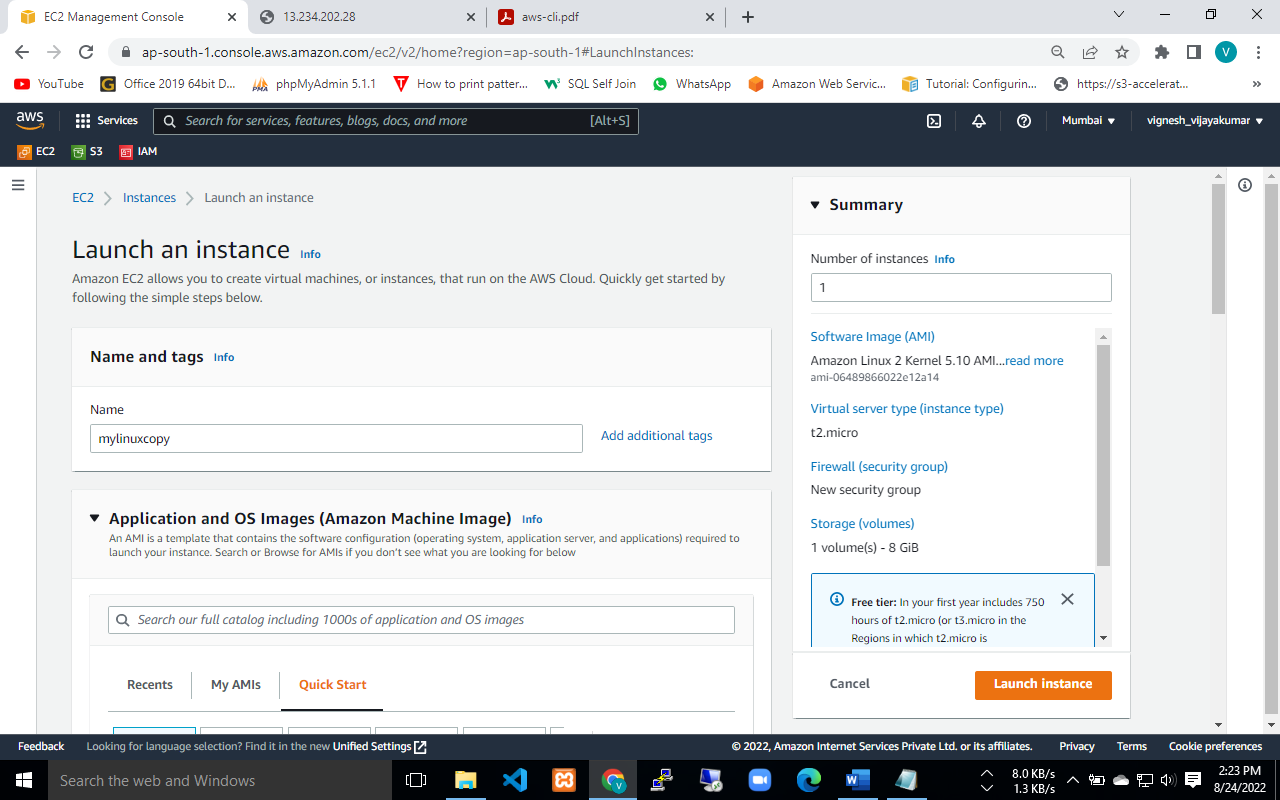 EC2 Management Console
13.234.202.28
aws-cli.pdf
ap-south-1.console.aws.amazon.com/ec2/v2/home?region=ap-south-1#LaunchInstances:
V
YouTube
Office 2019 64bit D...
phpMyAdmin 5.1.1
How to print patter...
SQL Self Join
WhatsApp
Amazon Web Servic...
Tutorial: Configurin...
https://s3-accelerat...
»
aws
Services
Search for services, features, blogs, docs, and more
[Alt+S]
Mumbai
vignesh_vijayakumar
EC2
S3
IAM
EC2
Instances
Launch an instance
Launch an instance Info
Amazon EC2 allows you to create virtual machines, or instances, that run on the AWS Cloud. Quickly get started by
following the simple steps below.
Name and tags Info
Name
mylinuxcopy
Add additional tags
Application and OS Images (Amazon Machine Image) Info
An AMI is a template that contains the software configuration (operating system, application server, and applications) required to
launch your instance. Search or Browse for AMIs if you don't see what you are looking for below
Search our full catalog including 1000s of application and OS images
Recents
My AMIs
Quick Start
Summary
Number of instances Info
1
Software Image (AMI)
Amazon Linux 2 Kernel 5.10 AMI...read more
ami-06489866022e12a14
Virtual server type (instance type)
t2.micro
Firewall (security group)
New security group
Storage (volumes)
1 volume(s) - 8 GiB
Free tier: In your first year includes 750
hours of t2.micro (or t3.micro in the
Regions in which t2.micro is
Cancel
Launch instance
Feedback
Looking for language selection? Find it in the new Unified Settings
© 2022, Amazon Internet Services Private Ltd. or its affiliates.
Privacy
Terms
Cookie preferences
Search the web and Windows
8.0 KB/s
1.3 KB/s
2:23 PM
8/24/2022